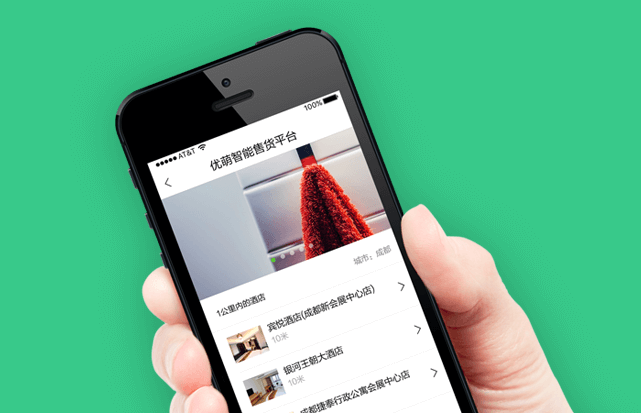 AT&T 100%
优萌智能售货平台
城市：成都
1公里内的酒店
宾悦酒店(成都新会展中心店)
10米
银河王朝大酒店
10米
成都捷泰行政公寓会展中心店